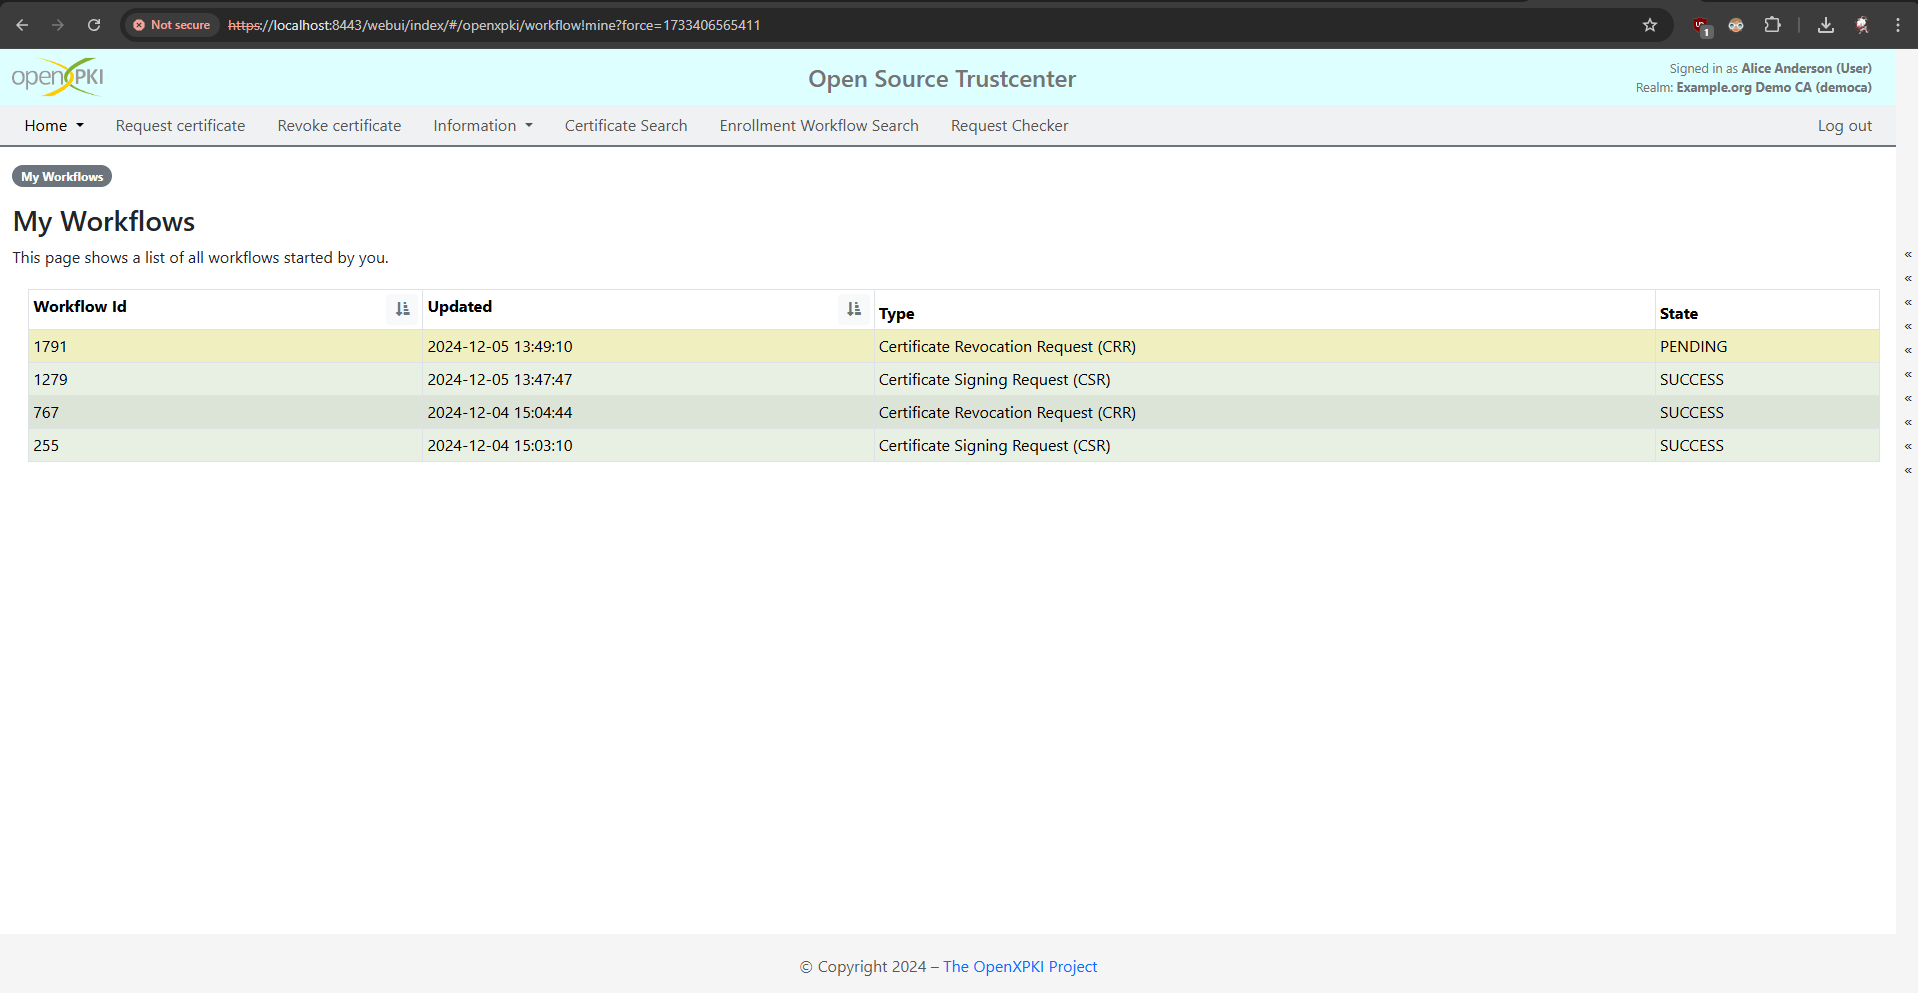 Not secure https://localhost:8443/webui/index/#/openxpki/workflow!mine?force=1733406565411
1
openXPKI
Open Source Trustcenter
Signed in as Alice Anderson (User)
Realm: Example.org Demo CA (democa)
Home Request certificate Revoke certificate Information Certificate Search Enrollment Workflow Search Request Checker Log out
My Workflows
My Workflows
This page shows a list of all workflows started by you.
Workflow Id Updated Type State
1791 2024-12-05 13:49:10 Certificate Revocation Request (CRR) PENDING
1279 2024-12-05 13:47:47 Certificate Signing Request (CSR) SUCCESS
767 2024-12-04 15:04:44 Certificate Revocation Request (CRR) SUCCESS
255 2024-12-04 15:03:10 Certificate Signing Request (CSR) SUCCESS
«
«
«
«
«
«
«
«
«
«
© Copyright 2024 – The OpenXPKI Project